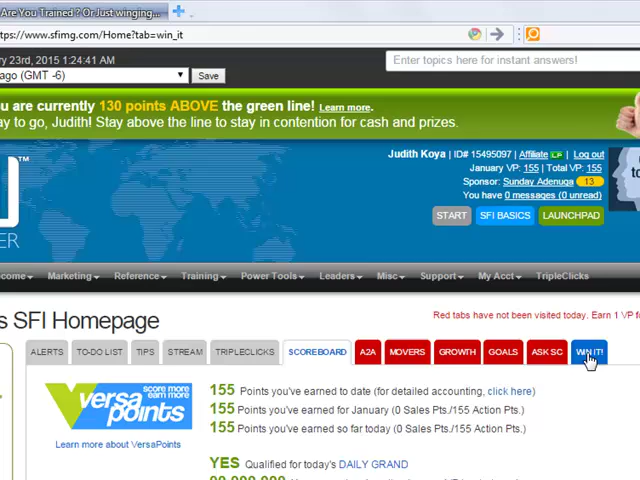 Are You Trained? Or Just winging...
ttps://www.sfimg.com/Home?tab=win_it
ry 23rd, 2015 1:24:41 AM
ago (GMT -6)
Save
Enter topics here for instant answers!
ou are currently 130 points ABOVE the green line! Learn more.
ay to go, Judith! Stay above the line to stay in contention for cash and prizes.
Judith Koya | ID# 15495097 | Affiliate LP | Log out
January VP: 155 | Total VP: 155
Sponsor: Sunday Adenuga 13
You have 0 messages (0 unread)
START SFI BASICS LAUNCHPAD
TM
ER
to
come Marketing Reference Training Power Tools Leaders Misc Support My Acct TripleClicks
s SFI Homepage
Red tabs have not been visited today. Earn 1 VP f
ALERTS TO-DO LIST TIPS STREAM TRIPLECLICKS SCOREBOARD A2A MOVERS GROWTH GOALS ASK SC WIN IT!
score more
earn more
versa
points
Learn more about VersaPoints
155 Points you've earned to date (for detailed accounting, click here)
155 Points you've earned for January (0 Sales Pts./155 Action Pts.)
155 Points you've earned so far today (0 Sales Pts./155 Action Pts.)
YES Qualified for today's DAILY GRAND